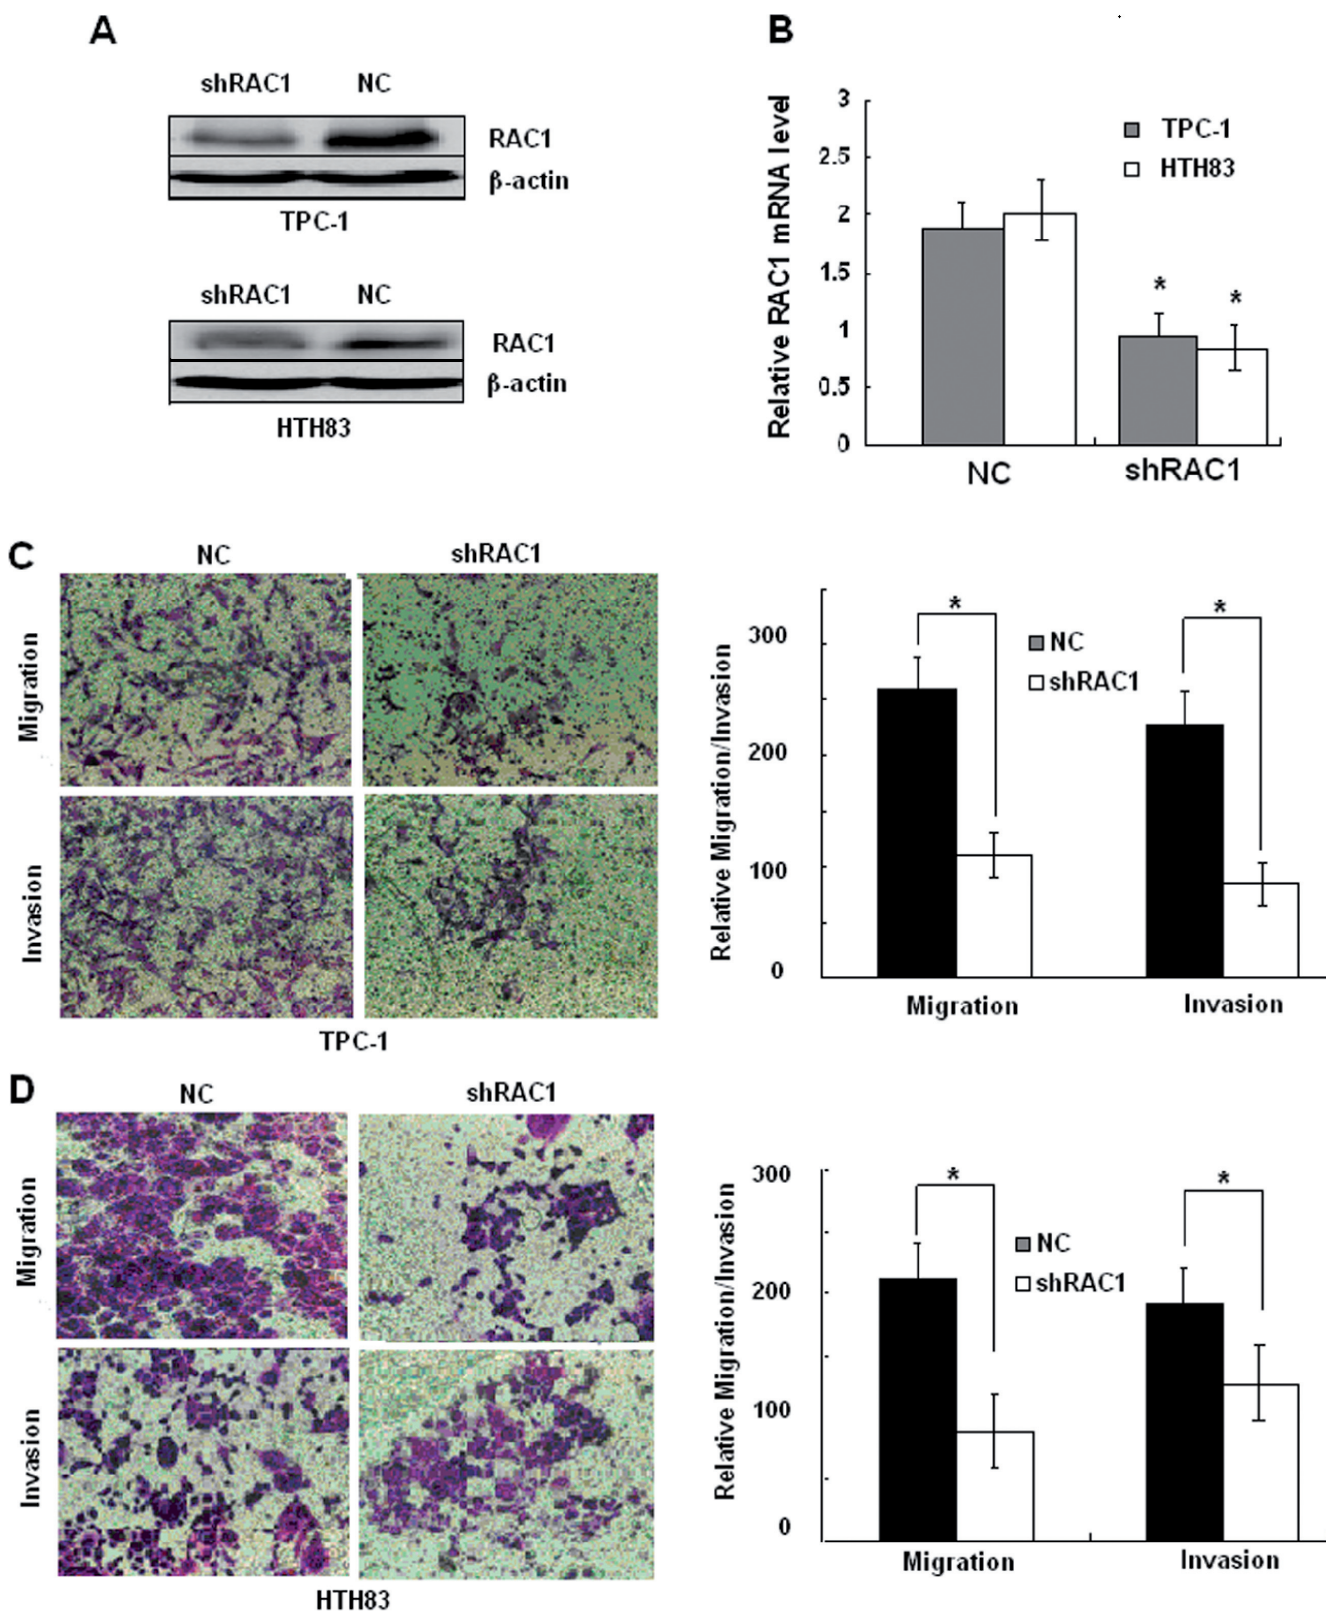 A
shRAC1 NC
RAC1
β-actin
TPC-1
shRAC1 NC
RAC1
β-actin
HTH83
B
Relative RAC1 mRNA level
3
2.5
2
1.5
1
0.5
0
TPC-1
HTH83
* *
NC shRAC1
C
NC shRAC1
Migration
Invasion
TPC-1
Relative Migration/Invasion
300
200
100
0
* *
NC
shRAC1
Migration Invasion
D
NC shRAC1
Migration
Invasion
HTH83
Relative Migration/Invasion
300
200
100
0
* *
NC
shRAC1
Migration Invasion